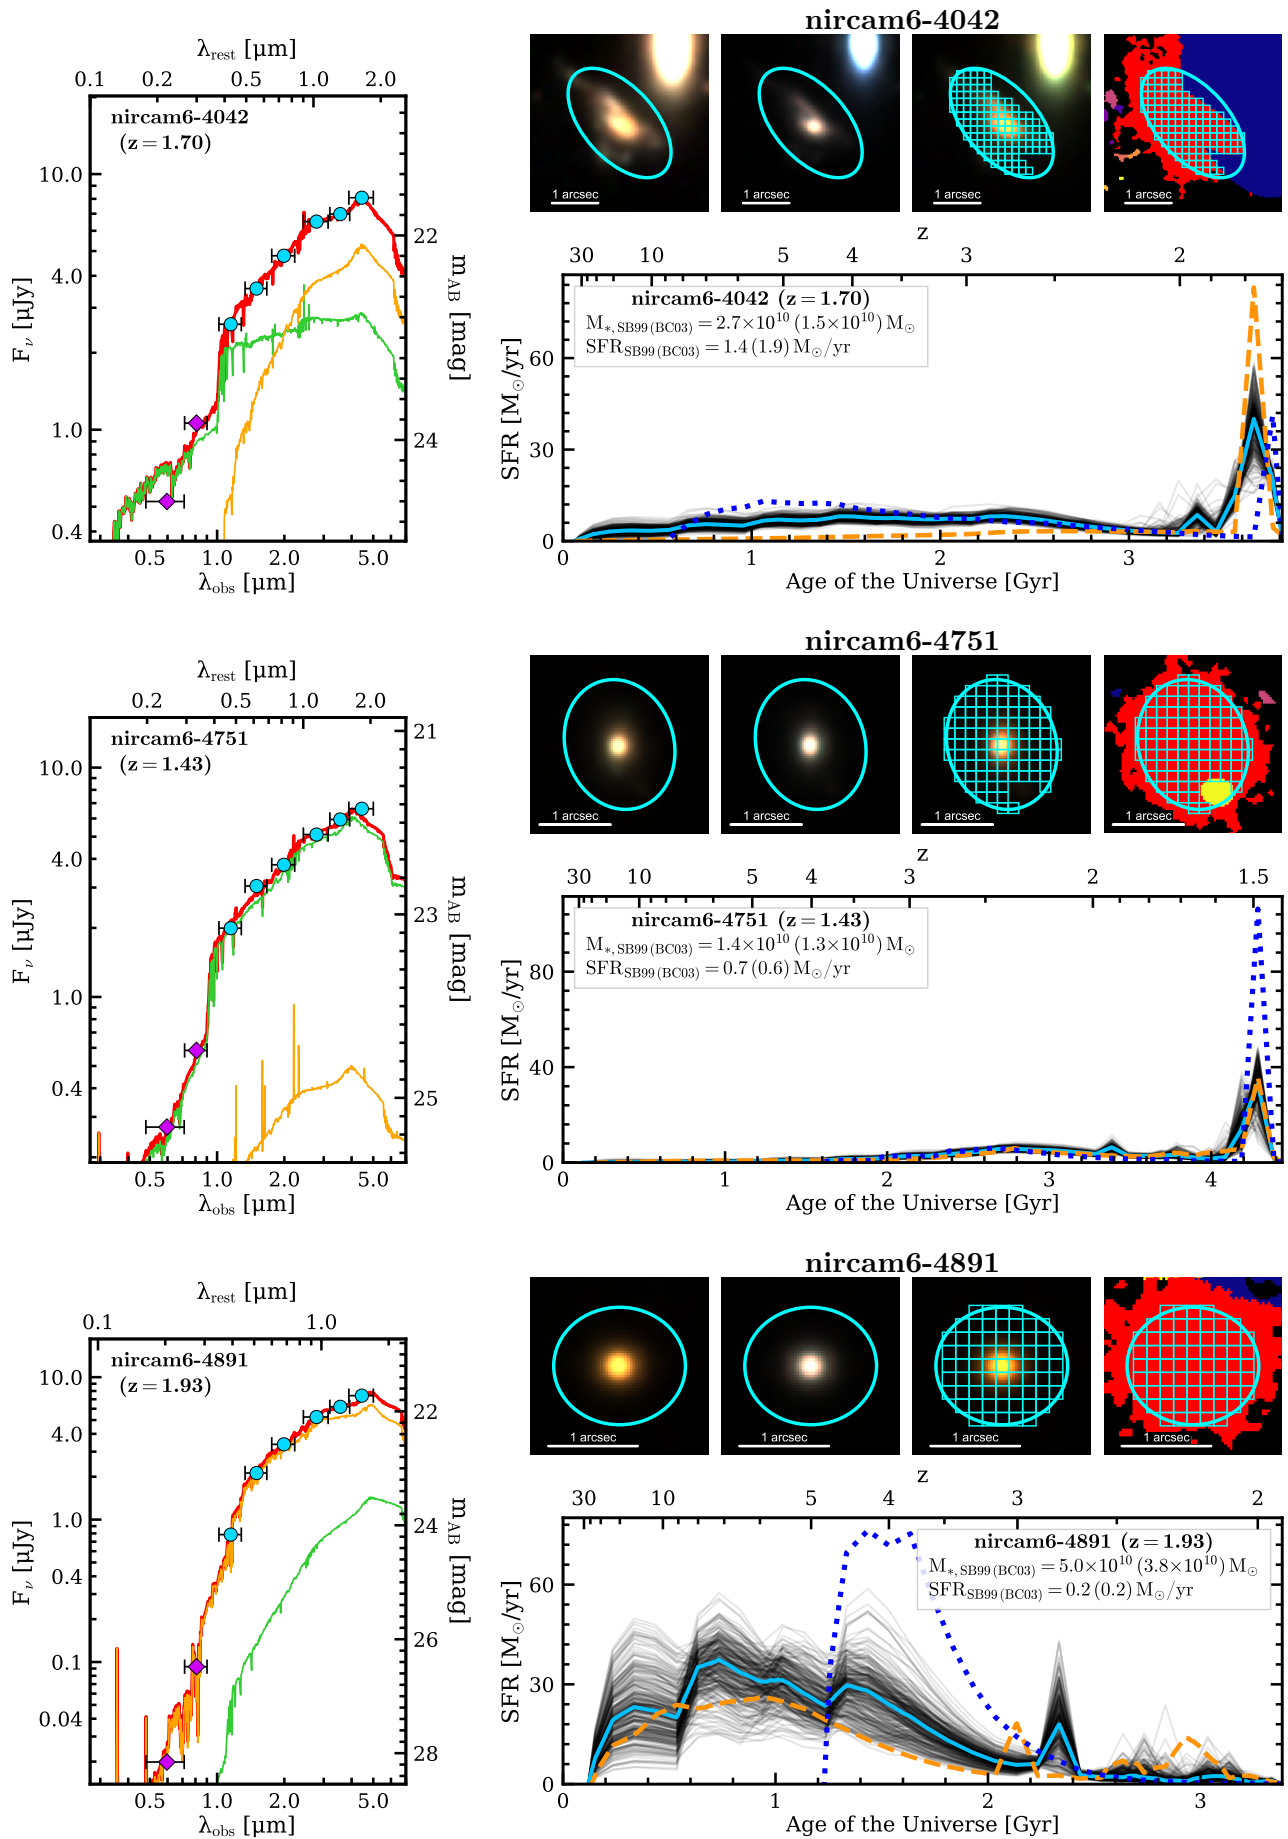 nircam6-4042
λrest [μm]
0.1 0.2 0.5 1.0 2.0
nircam6-4042
(z = 1.70)
10.0
4.0
1.0
0.4
Fν [μJy]
22
24
mAB [mag]
0.5 1.0 2.0 5.0
λobs [μm]
1 arcsec
1 arcsec
1 arcsec
1 arcsec
z
30 10 5 4 3 2
nircam6-4042 (z = 1.70)
M*,SB99(BC03) = 2.7×10^10 (1.5×10^10) M⊙
SFRSB99(BC03) = 1.4 (1.9) M⊙/yr
SFR [M⊙/yr]
60
30
0
0 1 2 3
Age of the Universe [Gyr]
nircam6-4751
λrest [μm]
0.2 0.5 1.0 2.0
nircam6-4751
(z = 1.43)
10.0
4.0
1.0
0.4
Fν [μJy]
21
23
25
mAB [mag]
0.5 1.0 2.0 5.0
λobs [μm]
1 arcsec
1 arcsec
1 arcsec
1 arcsec
z
30 10 5 4 3 2 1.5
nircam6-4751 (z = 1.43)
M*,SB99(BC03) = 1.4×10^10 (1.3×10^10) M⊙
SFRSB99(BC03) = 0.7 (0.6) M⊙/yr
SFR [M⊙/yr]
80
40
0
0 1 2 3 4
Age of the Universe [Gyr]
nircam6-4891
λrest [μm]
0.1 1.0
nircam6-4891
(z = 1.93)
10.0
4.0
1.0
0.4
0.1
0.04
Fν [μJy]
22
24
26
28
mAB [mag]
0.5 1.0 2.0 5.0
λobs [μm]
1 arcsec
1 arcsec
1 arcsec
1 arcsec
z
30 10 5 4 3 2
nircam6-4891 (z = 1.93)
M*,SB99(BC03) = 5.0×10^10 (3.8×10^10) M⊙
SFRSB99(BC03) = 0.2 (0.2) M⊙/yr
SFR [M⊙/yr]
60
30
0
0 1 2 3
Age of the Universe [Gyr]